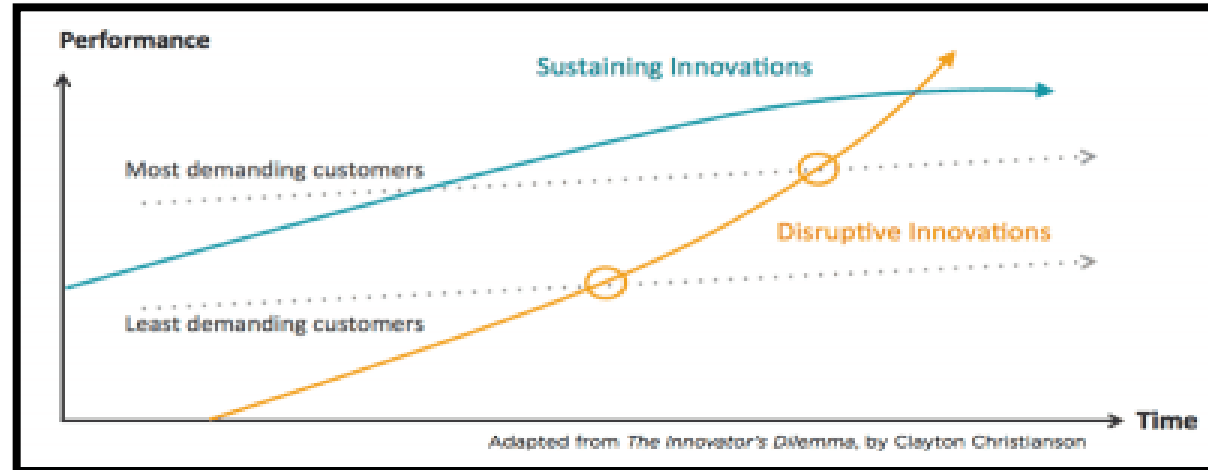 Performance
Sustaining Innovations
Most demanding customers
Disruptive Innovations
Least demanding customers
Time
Adapted from The Innovator's Dilemma, by Clayton Christianson